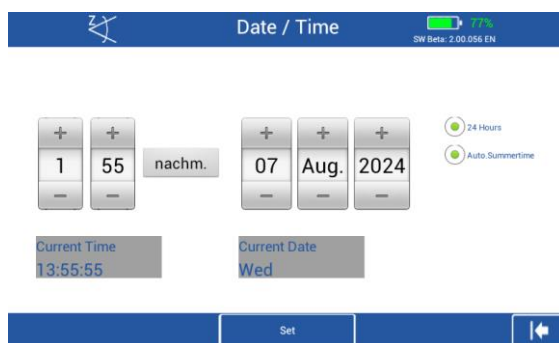 Z
Date / Time
77%
SW Beta: 2.00.056 EN
+ + + + +
1 55 nachm. 07 Aug. 2024
− − − − −
24 Hours
Auto.Summertime
Current Time
13:55:55
Current Date
Wed
Set